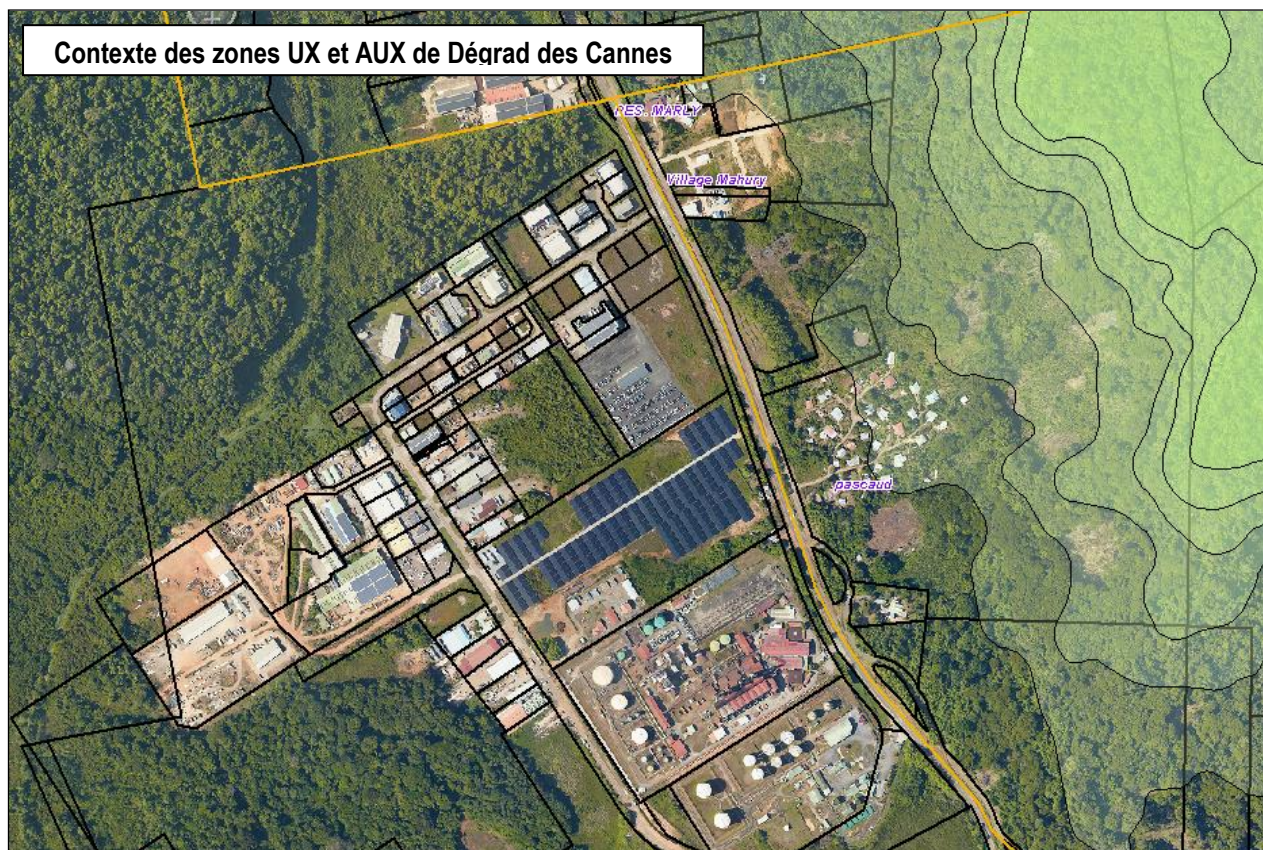 Contexte des zones UX et AUX de Dégrad des Cannes
RES. MARLY
Village Mahury
pascaud